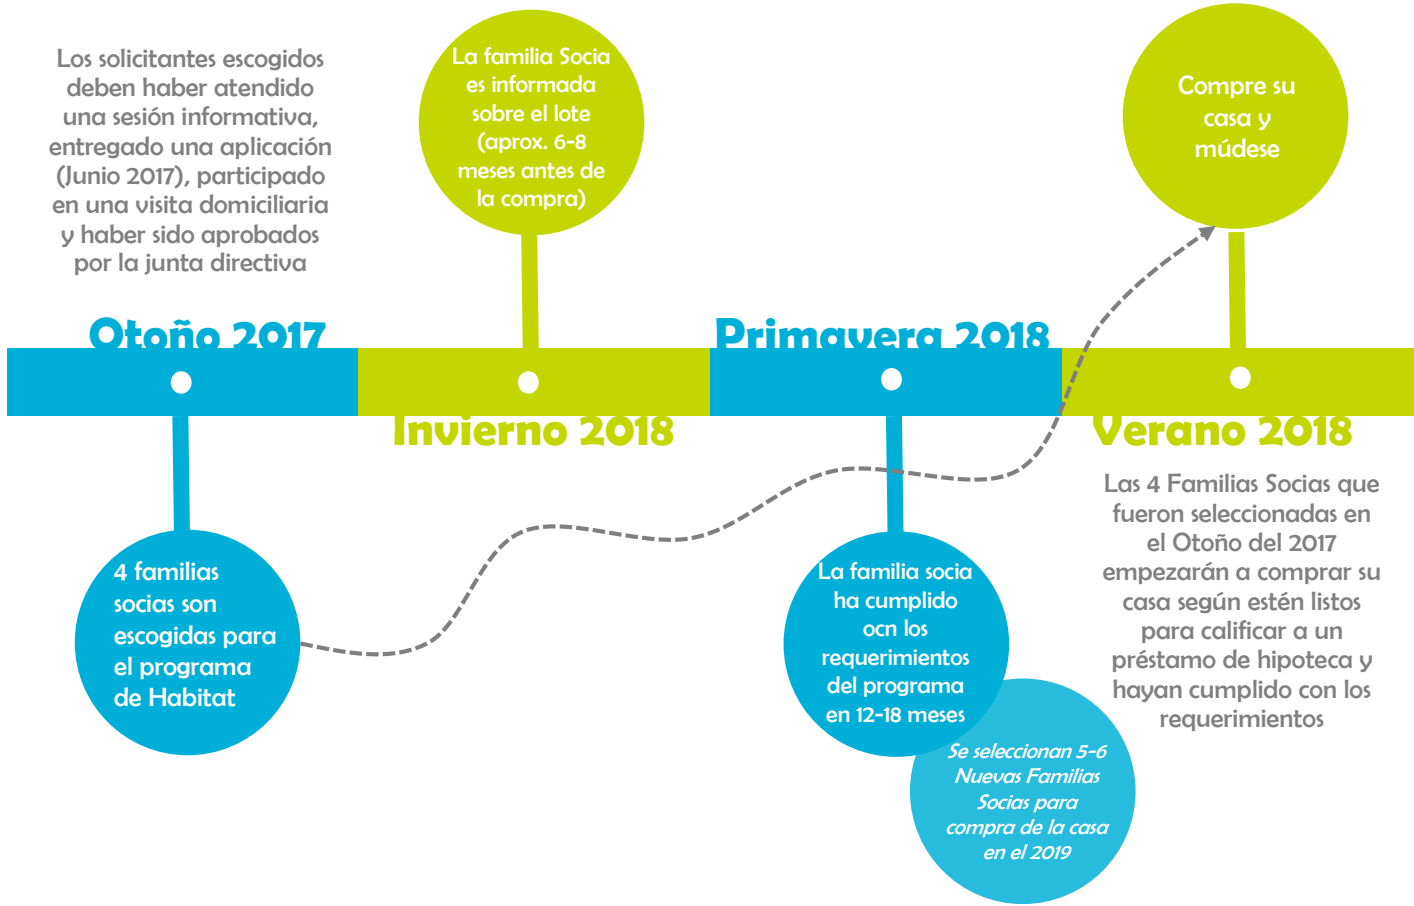 Los solicitantes escogidos
deben haber atendido
una sesión informativa,
entregado una aplicación
(Junio 2017), participado
en una visita domiciliaria
y haber sido aprobados
por la junta directiva
La familia Socia
es informada
sobre el lote
(aprox. 6-8
meses antes de
la compra)
Compre su
casa y
múdese
Otoño 2017
Primavera 2018
Invierno 2018
Verano 2018
4 familias
socias son
escogidas para
el programa
de Habitat
La familia socia
ha cumplido
ocn los
requerimientos
del programa
en 12-18 meses
Se seleccionan 5-6
Nuevas Familias
Socias para
compra de la casa
en el 2019
Las 4 Familias Socias que
fueron seleccionadas en
el Otoño del 2017
empezarán a comprar su
casa según estén listos
para calificar a un
préstamo de hipoteca y
hayan cumplido con los
requerimientos